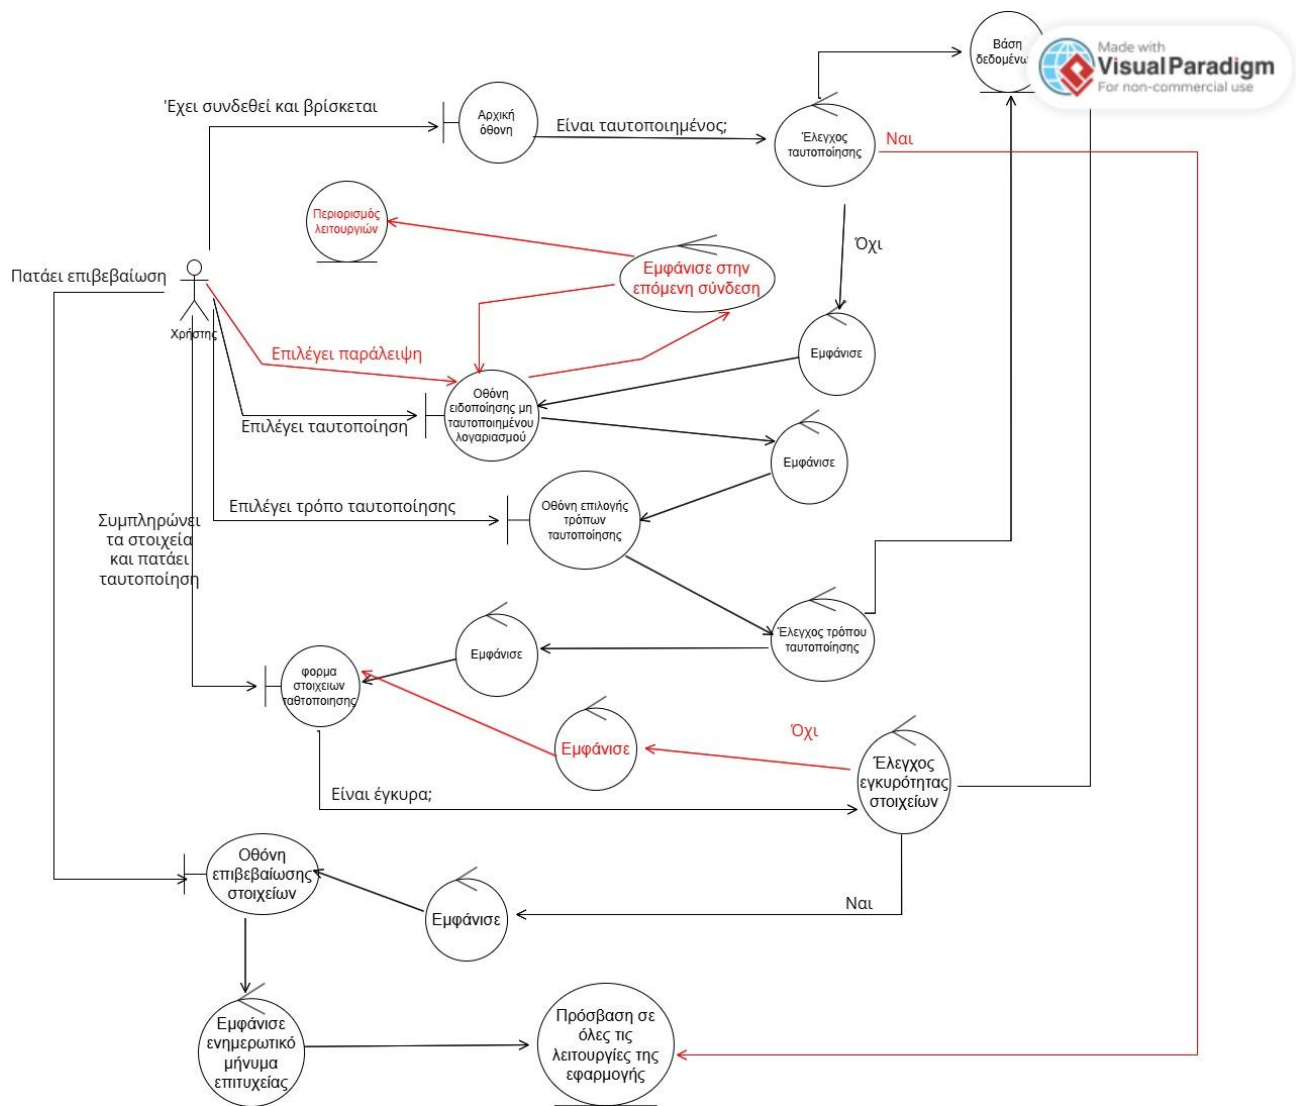 Βάση
δεδομένω
Made with
Visual Paradigm
For non-commercial use
'Εχει συνδεθεί και βρίσκεται
Αρχική
όθονη
Είναι ταυτοποιημένος;
Έλεγχος
ταυτοποίησης
Ναι
Περιορισμός
λειτουργιών
Όχι
Πατάει επιβεβαίωση
Εμφάνισε στην
επόμενη σύνδεση
Χρήστης
Επιλέγει παράλειψη
Εμφάνισε
Οθόνη
ειδοποίησης μη
ταυτοποιημένου
λογαριασμού
Επιλέγει ταυτοποίηση
Εμφάνισε
Επιλέγει τρόπο ταυτοποίησης
Οθόνη επιλογής
τρόπων
ταυτοποίησης
Συμπληρώνει
τα στοιχεία
και πατάει
ταυτοποίηση
Έλεγχος τρόπου
ταυτοποίησης
Εμφάνισε
φορμα
στοιχειων
ταθτοποιησης
Όχι
Εμφάνισε
Έλεγχος
εγκυρότητας
στοιχείων
Είναι έγκυρα;
Οθόνη
επιβεβαίωσης
στοιχείων
Ναι
Εμφάνισε
Εμφάνισε
ενημερωτικό
μήνυμα
επιτυχείας
Πρόσβαση σε
όλες τις
λειτουργίες της
εφαρμογής